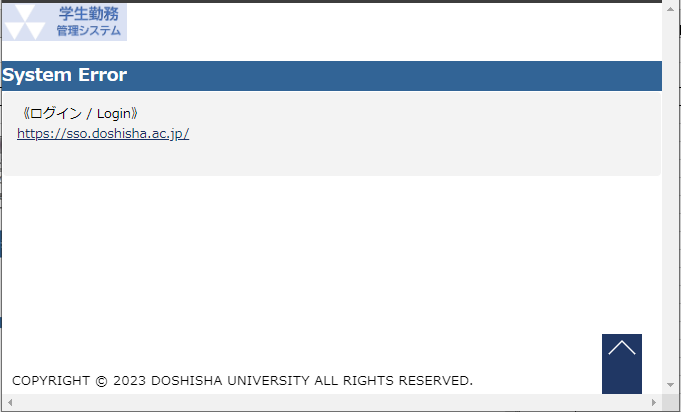 学生勤務
管理システム
System Error
《ログイン / Login》
https://sso.doshisha.ac.jp/
COPYRIGHT © 2023 DOSHISHA UNIVERSITY ALL RIGHTS RESERVED.